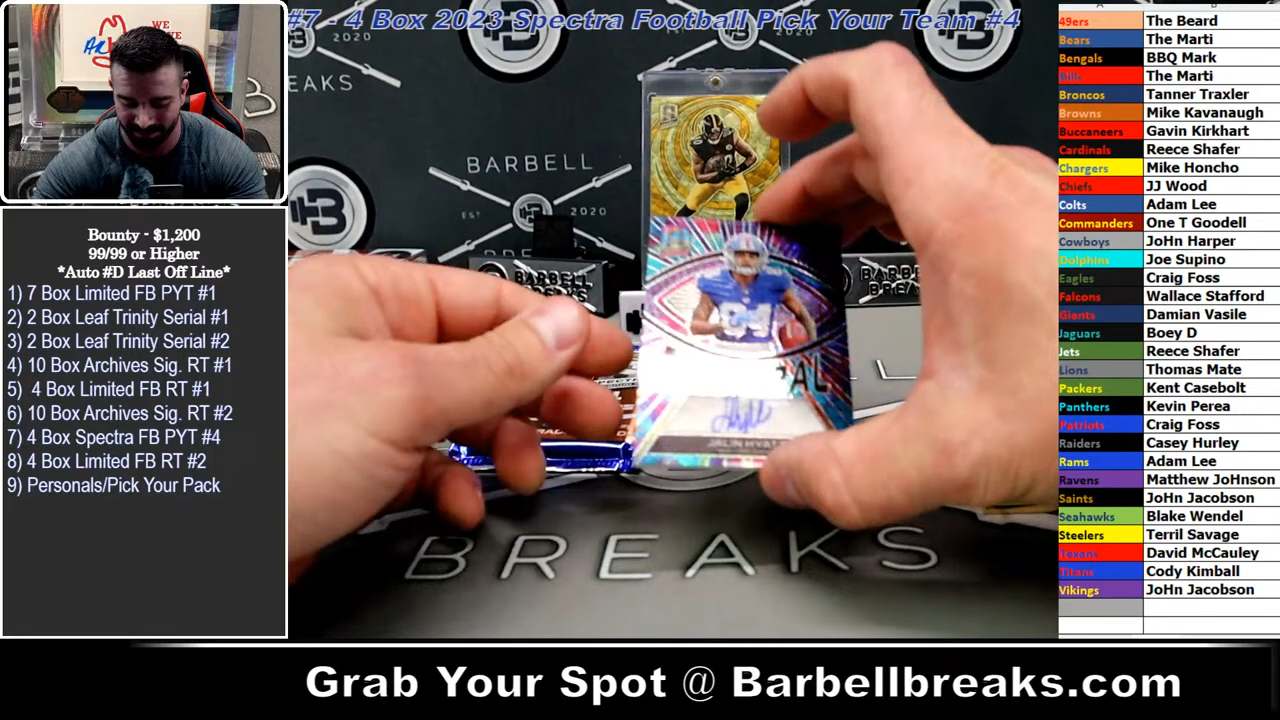 #7 - 4 Box 2023 Spectra Football Pick Your Team #4
Bounty - $1,200
99/99 or Higher
*Auto #D Last Off Line*
1) 7 Box Limited FB PYT #1
2) 2 Box Leaf Trinity Serial #1
3) 2 Box Leaf Trinity Serial #2
4) 10 Box Archives Sig. RT #1
5) 4 Box Limited FB RT #1
6) 10 Box Archives Sig. RT #2
7) 4 Box Spectra FB PYT #4
8) 4 Box Limited FB RT #2
9) Personals/Pick Your Pack
2020
BREAKS
BARBELL
EST 2020
BARBELL
84
JALIN HYATT
BREAKS
49ers The Beard
Bears The Marti
Bengals BBQ Mark
Bills The Marti
Broncos Tanner Traxler
Browns Mike Kavanaugh
Buccaneers Gavin Kirkhart
Cardinals Reece Shafer
Chargers Mike Honcho
Chiefs JJ Wood
Colts Adam Lee
Commanders One T Goodell
Cowboys JoHn Harper
Dolphins Joe Supino
Eagles Craig Foss
Falcons Wallace Stafford
Giants Damian Vasile
Jaguars Boey D
Jets Reece Shafer
Lions Thomas Mate
Packers Kent Casebolt
Panthers Kevin Perea
Patriots Craig Foss
Raiders Casey Hurley
Rams Adam Lee
Ravens Matthew JoHnson
Saints JoHn Jacobson
Seahawks Blake Wendel
Steelers Terril Savage
Texans David McCauley
Titans Cody Kimball
Vikings JoHn Jacobson
Grab Your Spot @ Barbellbreaks.com